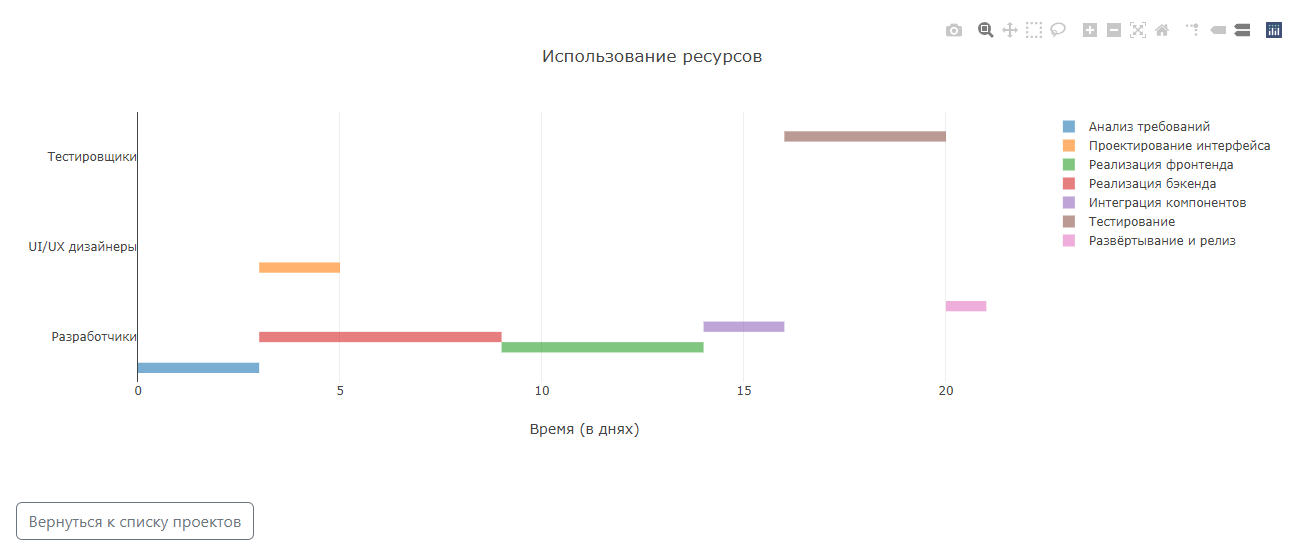 Использование ресурсов
Тестировщики
UI/UX дизайнеры
Разработчики
0 5 10 15 20
Время (в днях)
Анализ требований
Проектирование интерфейса
Реализация фронтенда
Реализация бэкенда
Интеграция компонентов
Тестирование
Развёртывание и релиз
Вернуться к списку проектов